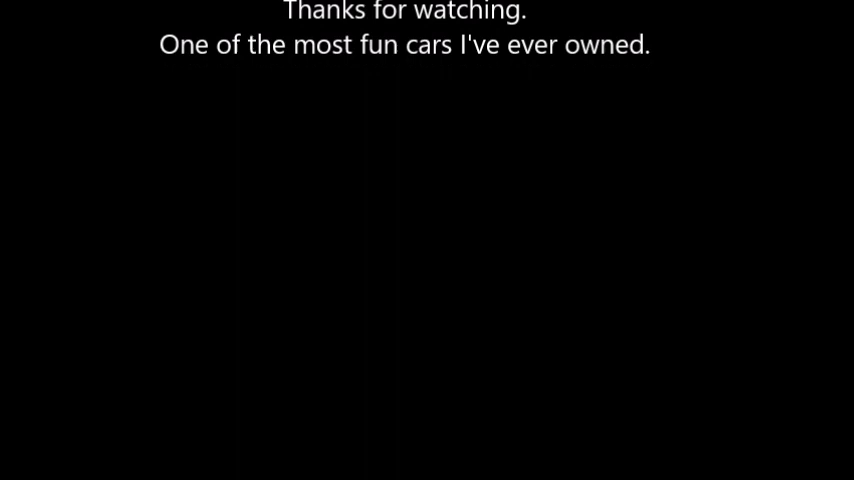 Thanks for watching.
One of the most fun cars I've ever owned.